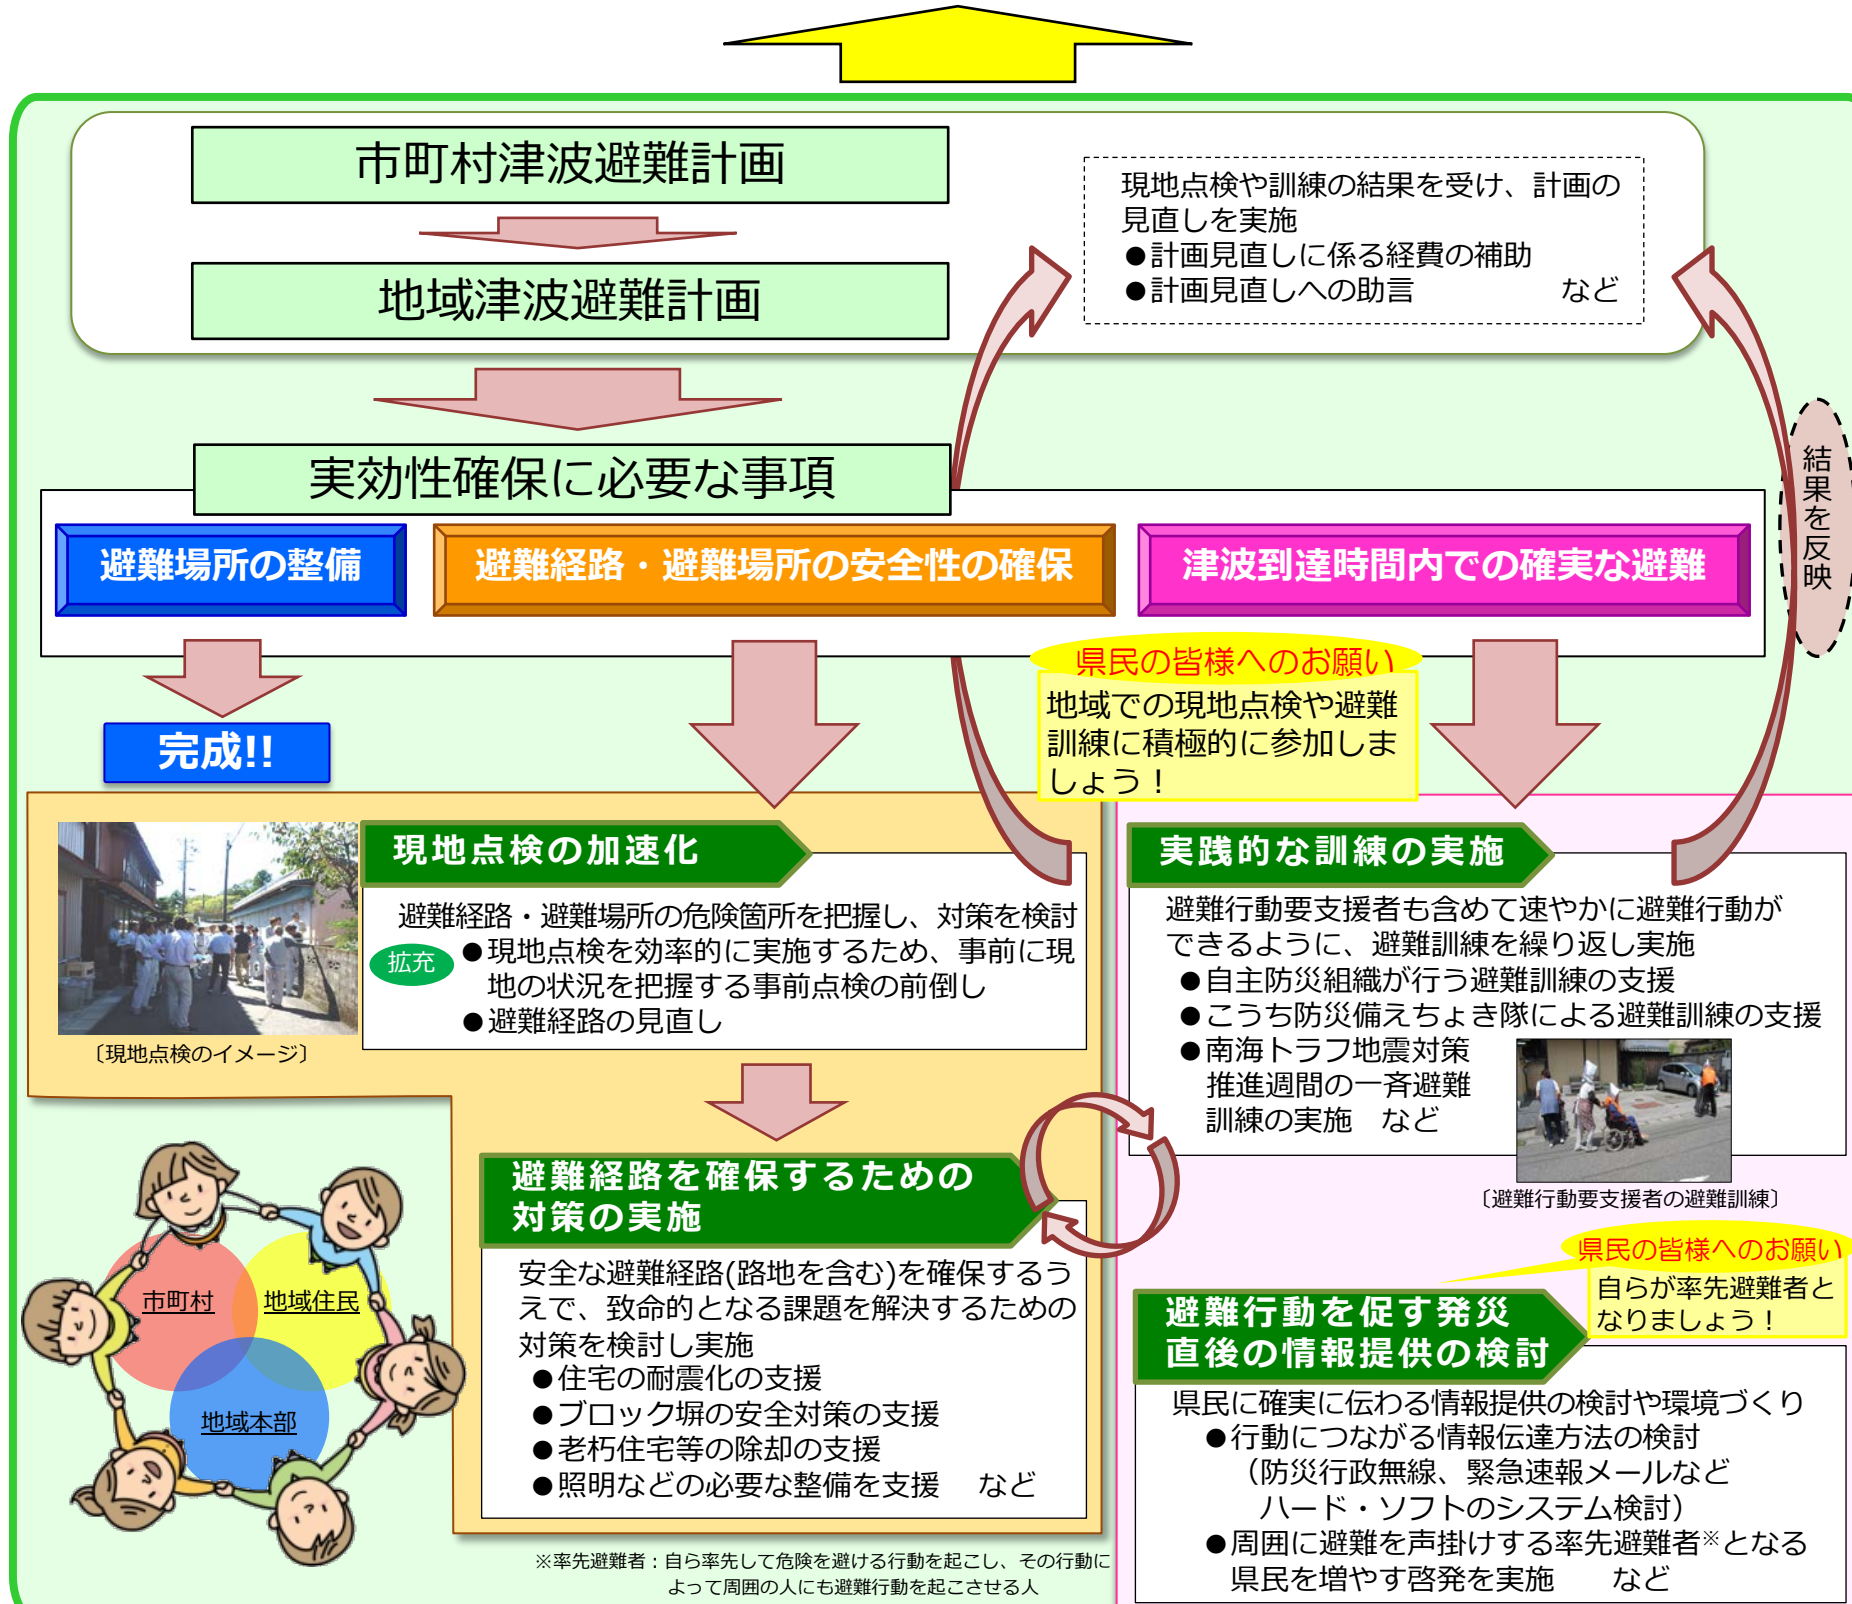 市町村津波避難計画
地域津波避難計画
現地点検や訓練の結果を受け、計画の
見直しを実施
●計画見直しに係る経費の補助
●計画見直しへの助言　など
結果を反映
実効性確保に必要な事項
避難場所の整備
避難経路・避難場所の安全性の確保
津波到達時間内での確実な避難
完成!!
県民の皆様へのお願い
地域での現地点検や避難
訓練に積極的に参加しま
しょう！
現地点検の加速化
避難経路・避難場所の危険箇所を把握し、対策を検討
拡充
●現地点検を効率的に実施するため、事前に現
地の状況を把握する事前点検の前倒し
●避難経路の見直し
〔現地点検のイメージ〕
避難経路を確保するための
対策の実施
安全な避難経路(路地を含む)を確保するう
えで、致命的となる課題を解決するための
対策を検討し実施
●住宅の耐震化の支援
●ブロック塀の安全対策の支援
●老朽住宅等の除却の支援
●照明などの必要な整備を支援　など
市町村
地域住民
地域本部
※率先避難者：自ら率先して危険を避ける行動を起こし、その行動に
よって周囲の人にも避難行動を起こさせる人
実践的な訓練の実施
避難行動要支援者も含めて速やかに避難行動が
できるように、避難訓練を繰り返し実施
●自主防災組織が行う避難訓練の支援
●こうち防災備えちょき隊による避難訓練の支援
●南海トラフ地震対策
推進週間の一斉避難
訓練の実施　など
〔避難行動要支援者の避難訓練〕
県民の皆様へのお願い
自らが率先避難者と
なりましょう！
避難行動を促す発災
直後の情報提供の検討
県民に確実に伝わる情報提供の検討や環境づくり
●行動につながる情報伝達方法の検討
（防災行政無線、緊急速報メールなど
ハード・ソフトのシステム検討）
●周囲に避難を声掛けする率先避難者※となる
県民を増やす啓発を実施　など